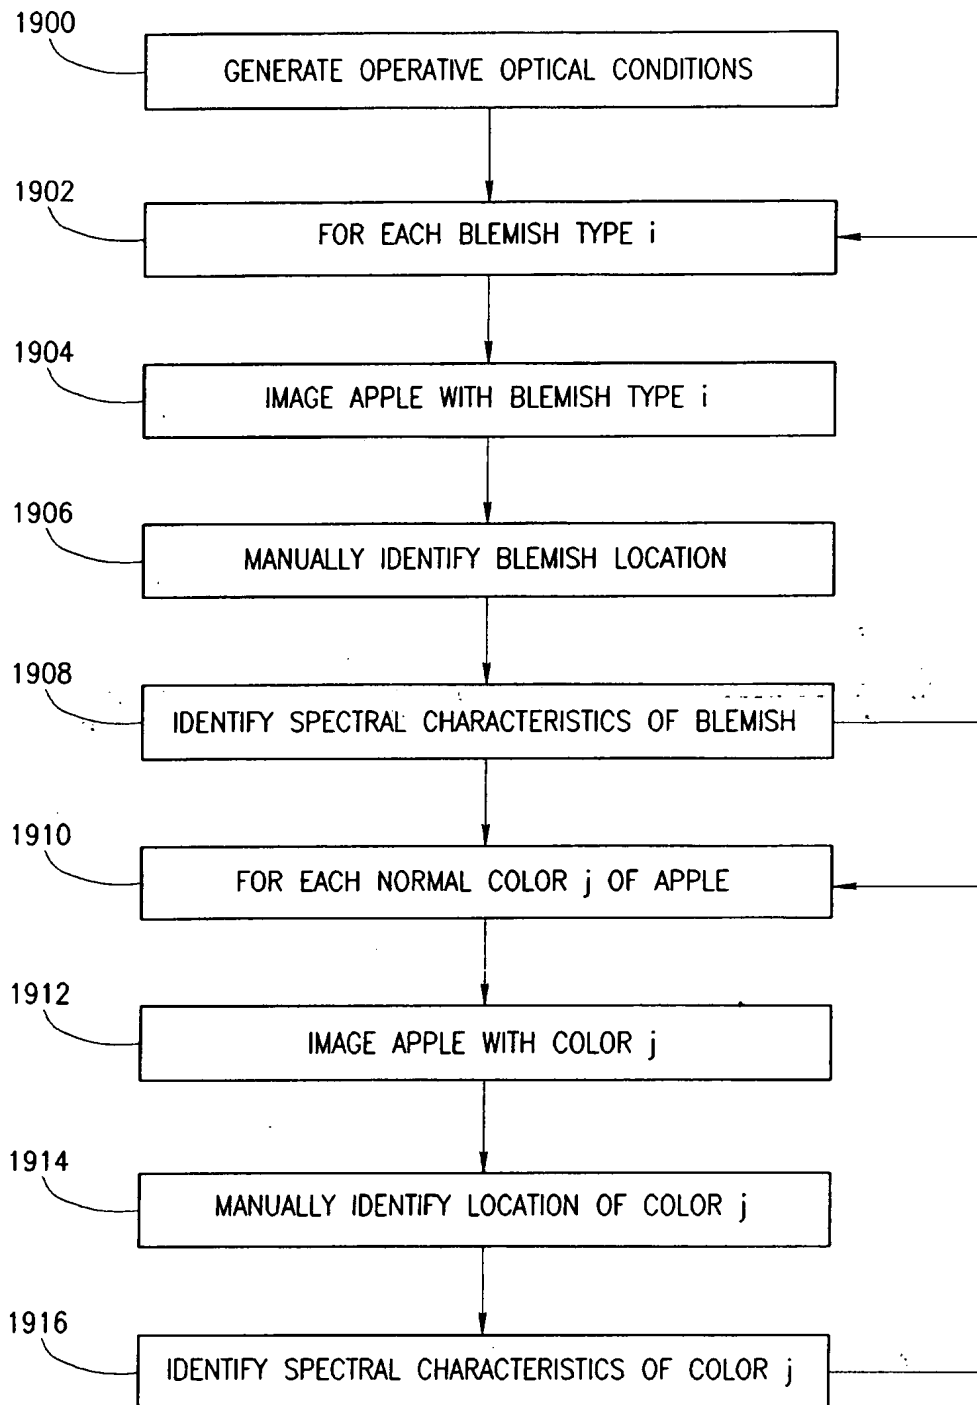 1900
GENERATE OPERATIVE OPTICAL CONDITIONS
1902
FOR EACH BLEMISH TYPE i
1904
IMAGE APPLE WITH BLEMISH TYPE i
1906
MANUALLY IDENTIFY BLEMISH LOCATION
1908
IDENTIFY SPECTRAL CHARACTERISTICS OF BLEMISH
1910
FOR EACH NORMAL COLOR j OF APPLE
1912
IMAGE APPLE WITH COLOR j
1914
MANUALLY IDENTIFY LOCATION OF COLOR j
1916
IDENTIFY SPECTRAL CHARACTERISTICS OF COLOR j